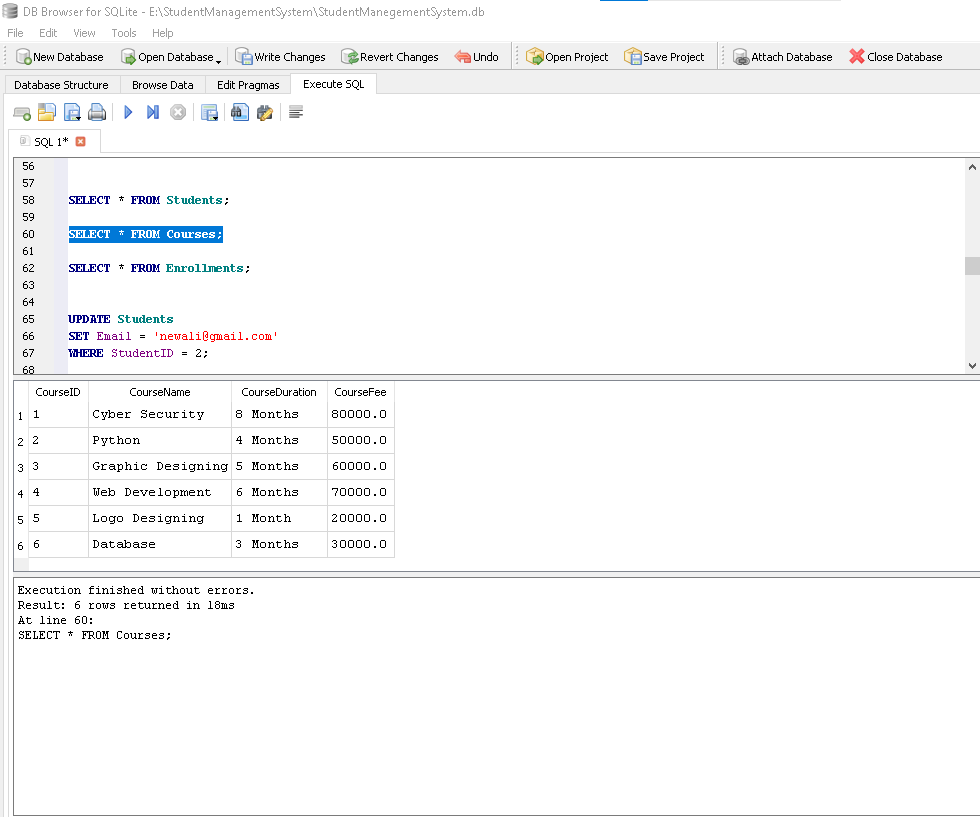 DB Browser for SQLite - E:\StudentManagementSystem\StudentManegementSystem.db
File Edit View Tools Help
New Database Open Database Write Changes Revert Changes Undo Open Project Save Project Attach Database Close Database
Database Structure Browse Data Edit Pragmas Execute SQL
SQL 1*
56
57
58 SELECT * FROM Students;
59
60 SELECT * FROM Courses;
61
62 SELECT * FROM Enrollments;
63
64
65 UPDATE Students
66 SET Email = 'newali@gmail.com'
67 WHERE StudentID = 2;
68
CourseID CourseName CourseDuration CourseFee
1 1 Cyber Security 8 Months 80000.0
2 2 Python 4 Months 50000.0
3 3 Graphic Designing 5 Months 60000.0
4 4 Web Development 6 Months 70000.0
5 5 Logo Designing 1 Month 20000.0
6 6 Database 3 Months 30000.0
Execution finished without errors.
Result: 6 rows returned in 18ms
At line 60:
SELECT * FROM Courses;